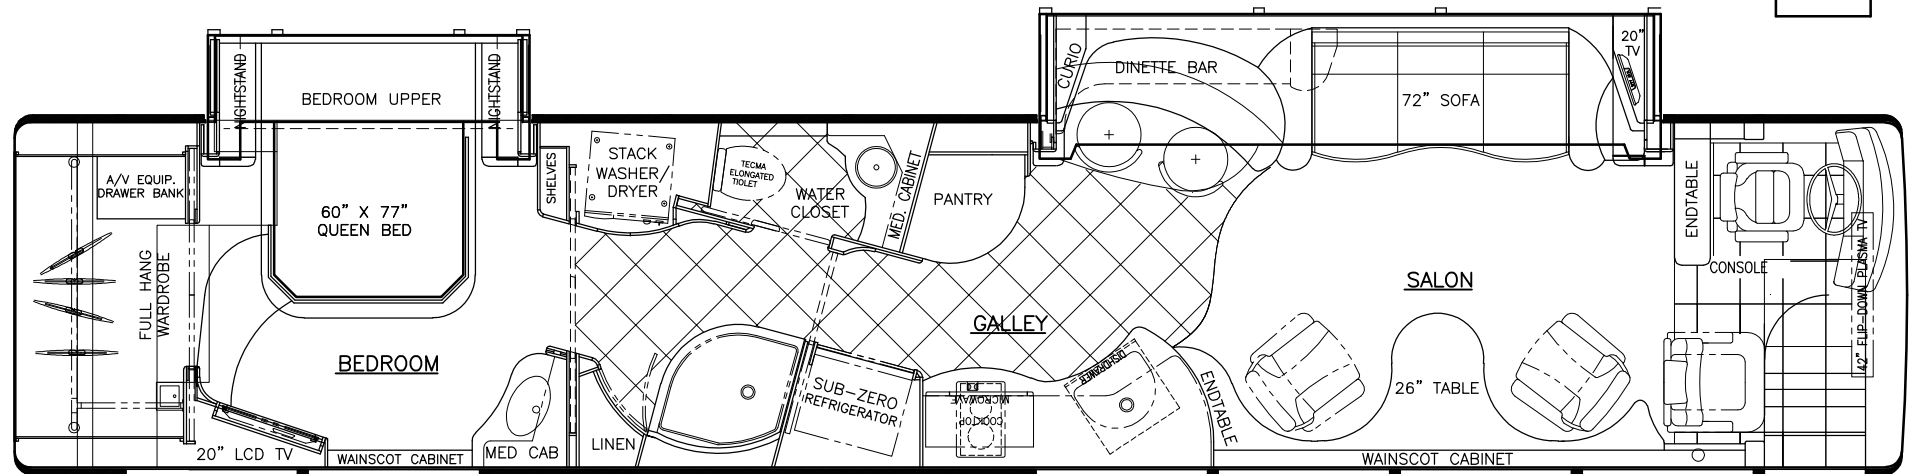 NIGHTSTAND
BEDROOM UPPER
NIGHTSTAND
CURIO
DINETTE BAR
72" SOFA
20"
TV
A/V EQUIP.
DRAWER BANK
60" X 77"
QUEEN BED
SHELVES
STACK
WASHER/
DRYER
TECMA
ELONGATED
TIOLET
WATER
CLOSET
MED. CABINET
PANTRY
ENDTABLE
CONSOLE
42" FLIP-DOWN PLASMA TV
FULL HANG
WARDROBE
BEDROOM
GALLEY
SALON
SUB-ZERO
REFRIGERATOR
MICROWAVE
COOKTOP
DISHDRAWER
ENDTABLE
26" TABLE
20" LCD TV
WAINSCOT CABINET
MED CAB
LINEN
WAINSCOT CABINET